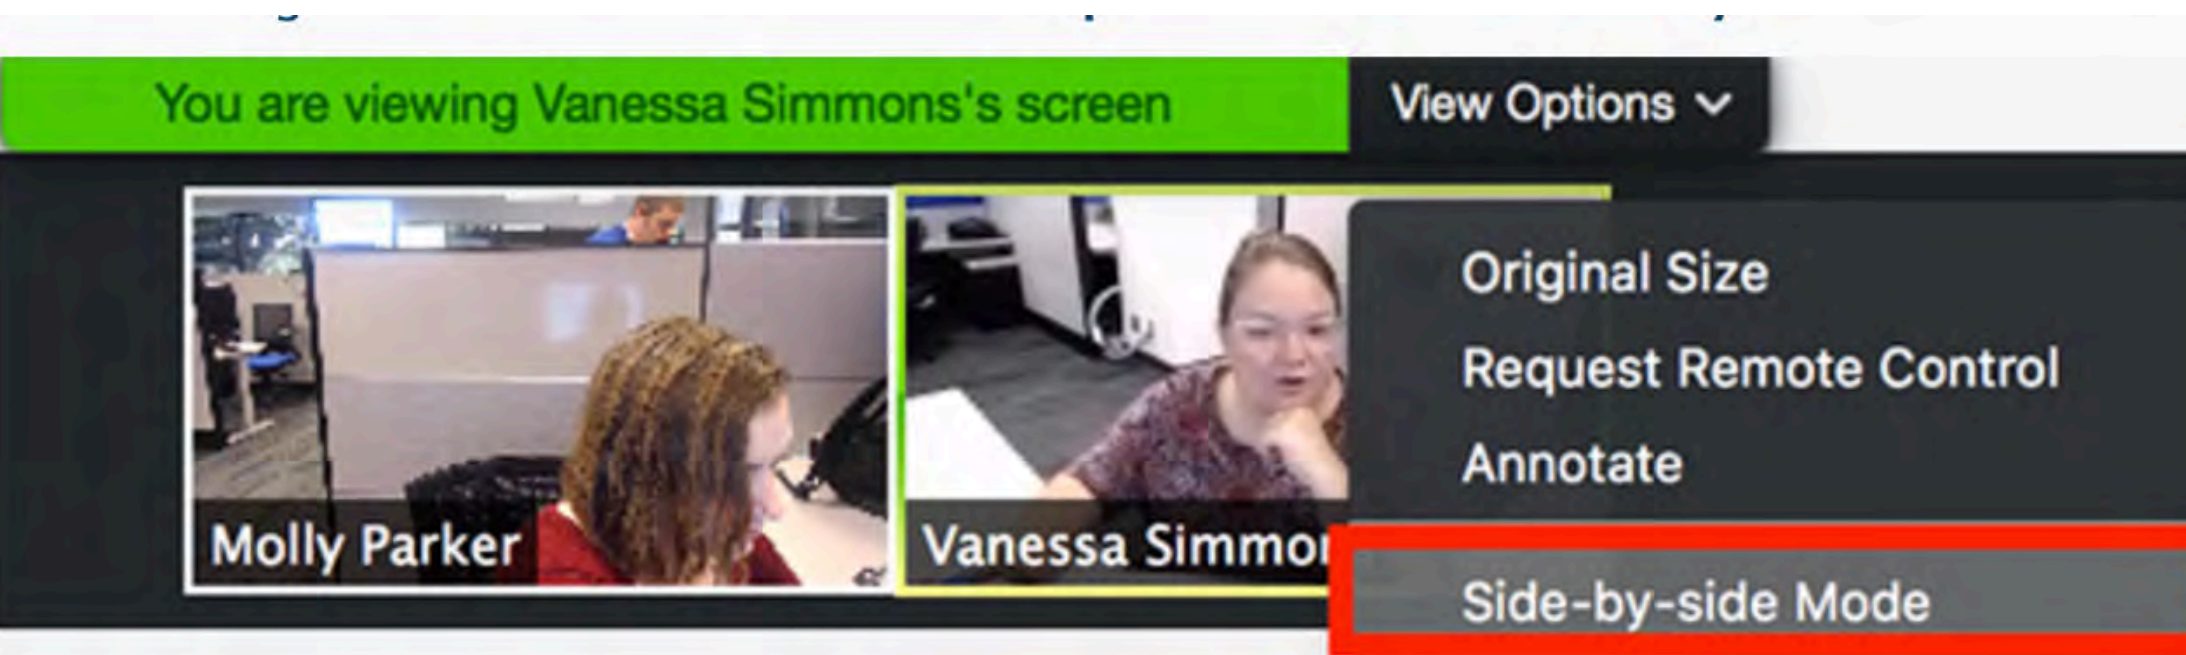 You are viewing Vanessa Simmons's screen
View Options
Molly Parker
Vanessa
Original Size
Request Remote Control
Annotate
Side-by-side Mode